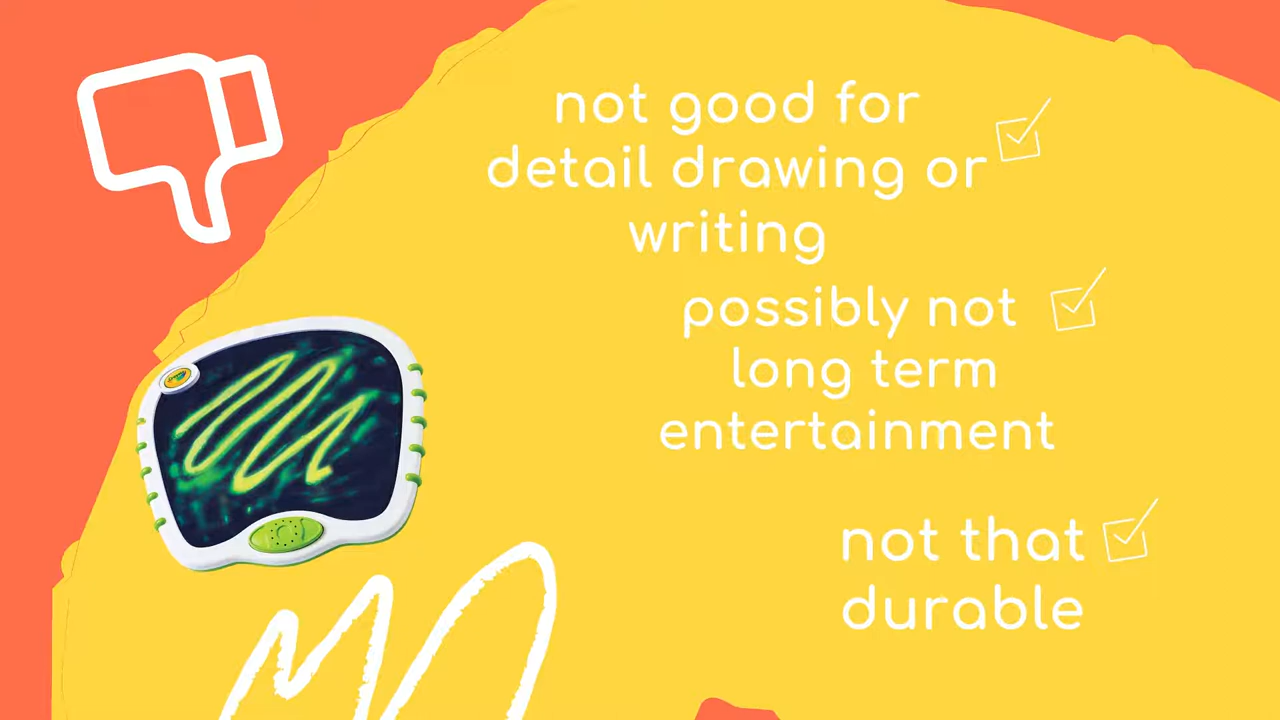 not good for
detail drawing or
writing
possibly not
long term
entertainment
not that
durable